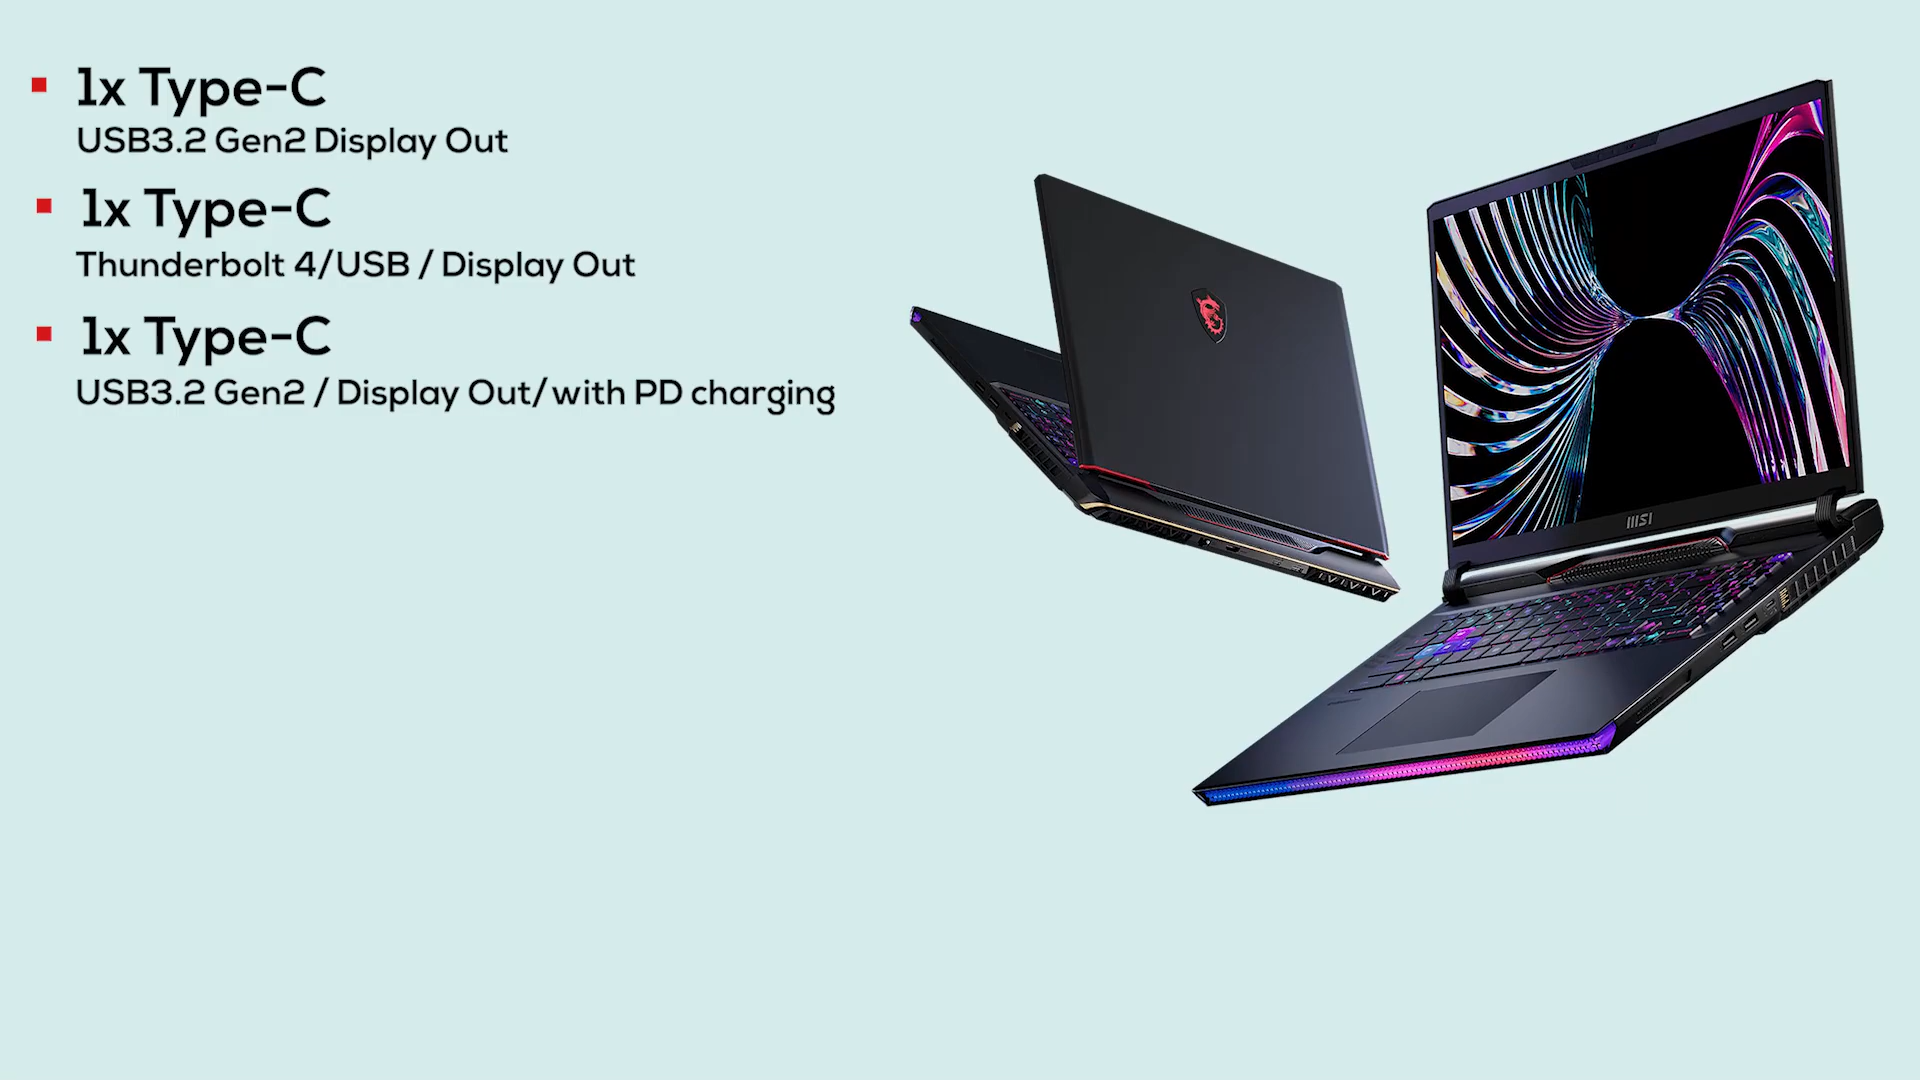 1x Type-C
USB3.2 Gen2 Display Out
1x Type-C
Thunderbolt 4/USB / Display Out
1x Type-C
USB3.2 Gen2 / Display Out/with PD charging
msi